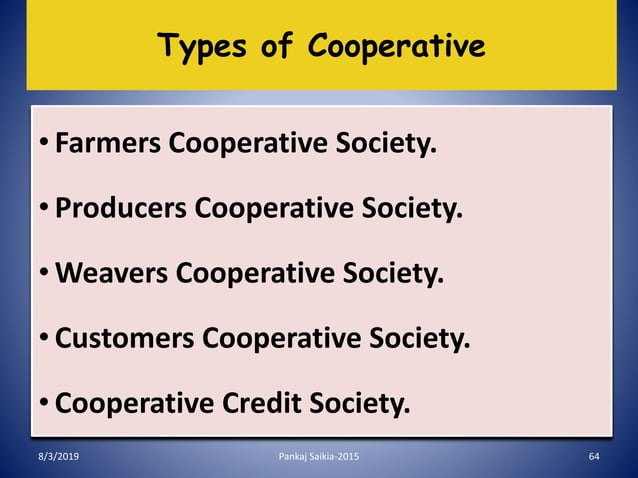 Types of Cooperative
• Farmers Cooperative Society.
• Producers Cooperative Society.
• Weavers Cooperative Society.
• Customers Cooperative Society.
• Cooperative Credit Society.
8/3/2019 Pankaj Saikia-2015 64